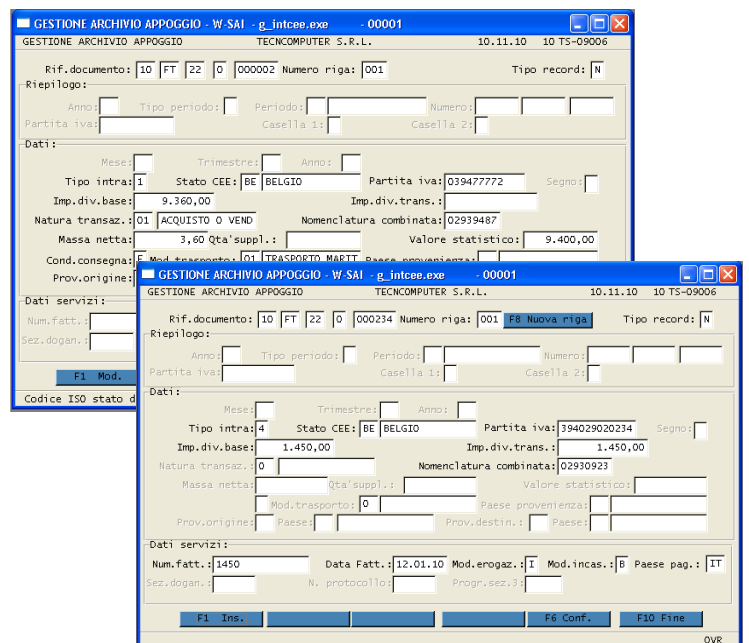 GESTIONE ARCHIVIO APPOGGIO - W-SAI - g_intcee.exe - 00001
GESTIONE ARCHIVIO APPOGGIO TECNCOMPUTER S.R.L. 10.11.10 10 TS-09006
Rif.documento: 10 FT 22 0 000002 Numero riga: 001 Tipo record: N
Riepilogo:
Anno: Tipo periodo: Periodo: Numero:
Partita iva: Casella 1: Casella 2:
Dati:
Mese: Trimestre: Anno:
Tipo intra: 1 Stato CEE: BE BELGIO Partita iva: 039477772 Segno:
Imp.div.base: 9.360,00 Imp.div.trans.:
Natura transaz.: 01 ACQUISTO O VEND Nomenclatura combinata: 02939487
Massa netta: 3,60 Qta'suppl.: Valore statistico: 9.400,00
Cond.consegna: F Mod.trasporto: 01 TRASPORTO MARITT Paese provenienza:
Prov.origine:
Dati servizi:
Num.fatt.:
Sez.dogan.:
F1 Mod.
Codice ISO stato d
GESTIONE ARCHIVIO APPOGGIO - W-SAI - g_intcee.exe - 00001
GESTIONE ARCHIVIO APPOGGIO TECNCOMPUTER S.R.L. 10.11.10 10 TS-09006
Rif.documento: 10 FT 22 0 000234 Numero riga: 001 F8 Nuova riga Tipo record: N
Riepilogo:
Anno: Tipo periodo: Periodo: Numero:
Partita iva: Casella 1: Casella 2:
Dati:
Mese: Trimestre: Anno:
Tipo intra: 4 Stato CEE: BE BELGIO Partita iva: 394029020234 Segno:
Imp.div.base: 1.450,00 Imp.div.trans.: 1.450,00
Natura transaz.: 0 Nomenclatura combinata: 02930923
Massa netta: Qta'suppl.: Valore statistico:
Mod.trasporto: 0 Paese provenienza:
Prov.origine: Paese: Prov.destin.: Paese:
Dati servizi:
Num.fatt.: 1450 Data Fatt.: 12.01.10 Mod.erogaz.: I Mod.incas.: B Paese pag.: IT
Sez.dogan.: N. protocollo: Progr.sez.3:
F1 Ins. F6 Conf. F10 Fine
OVR